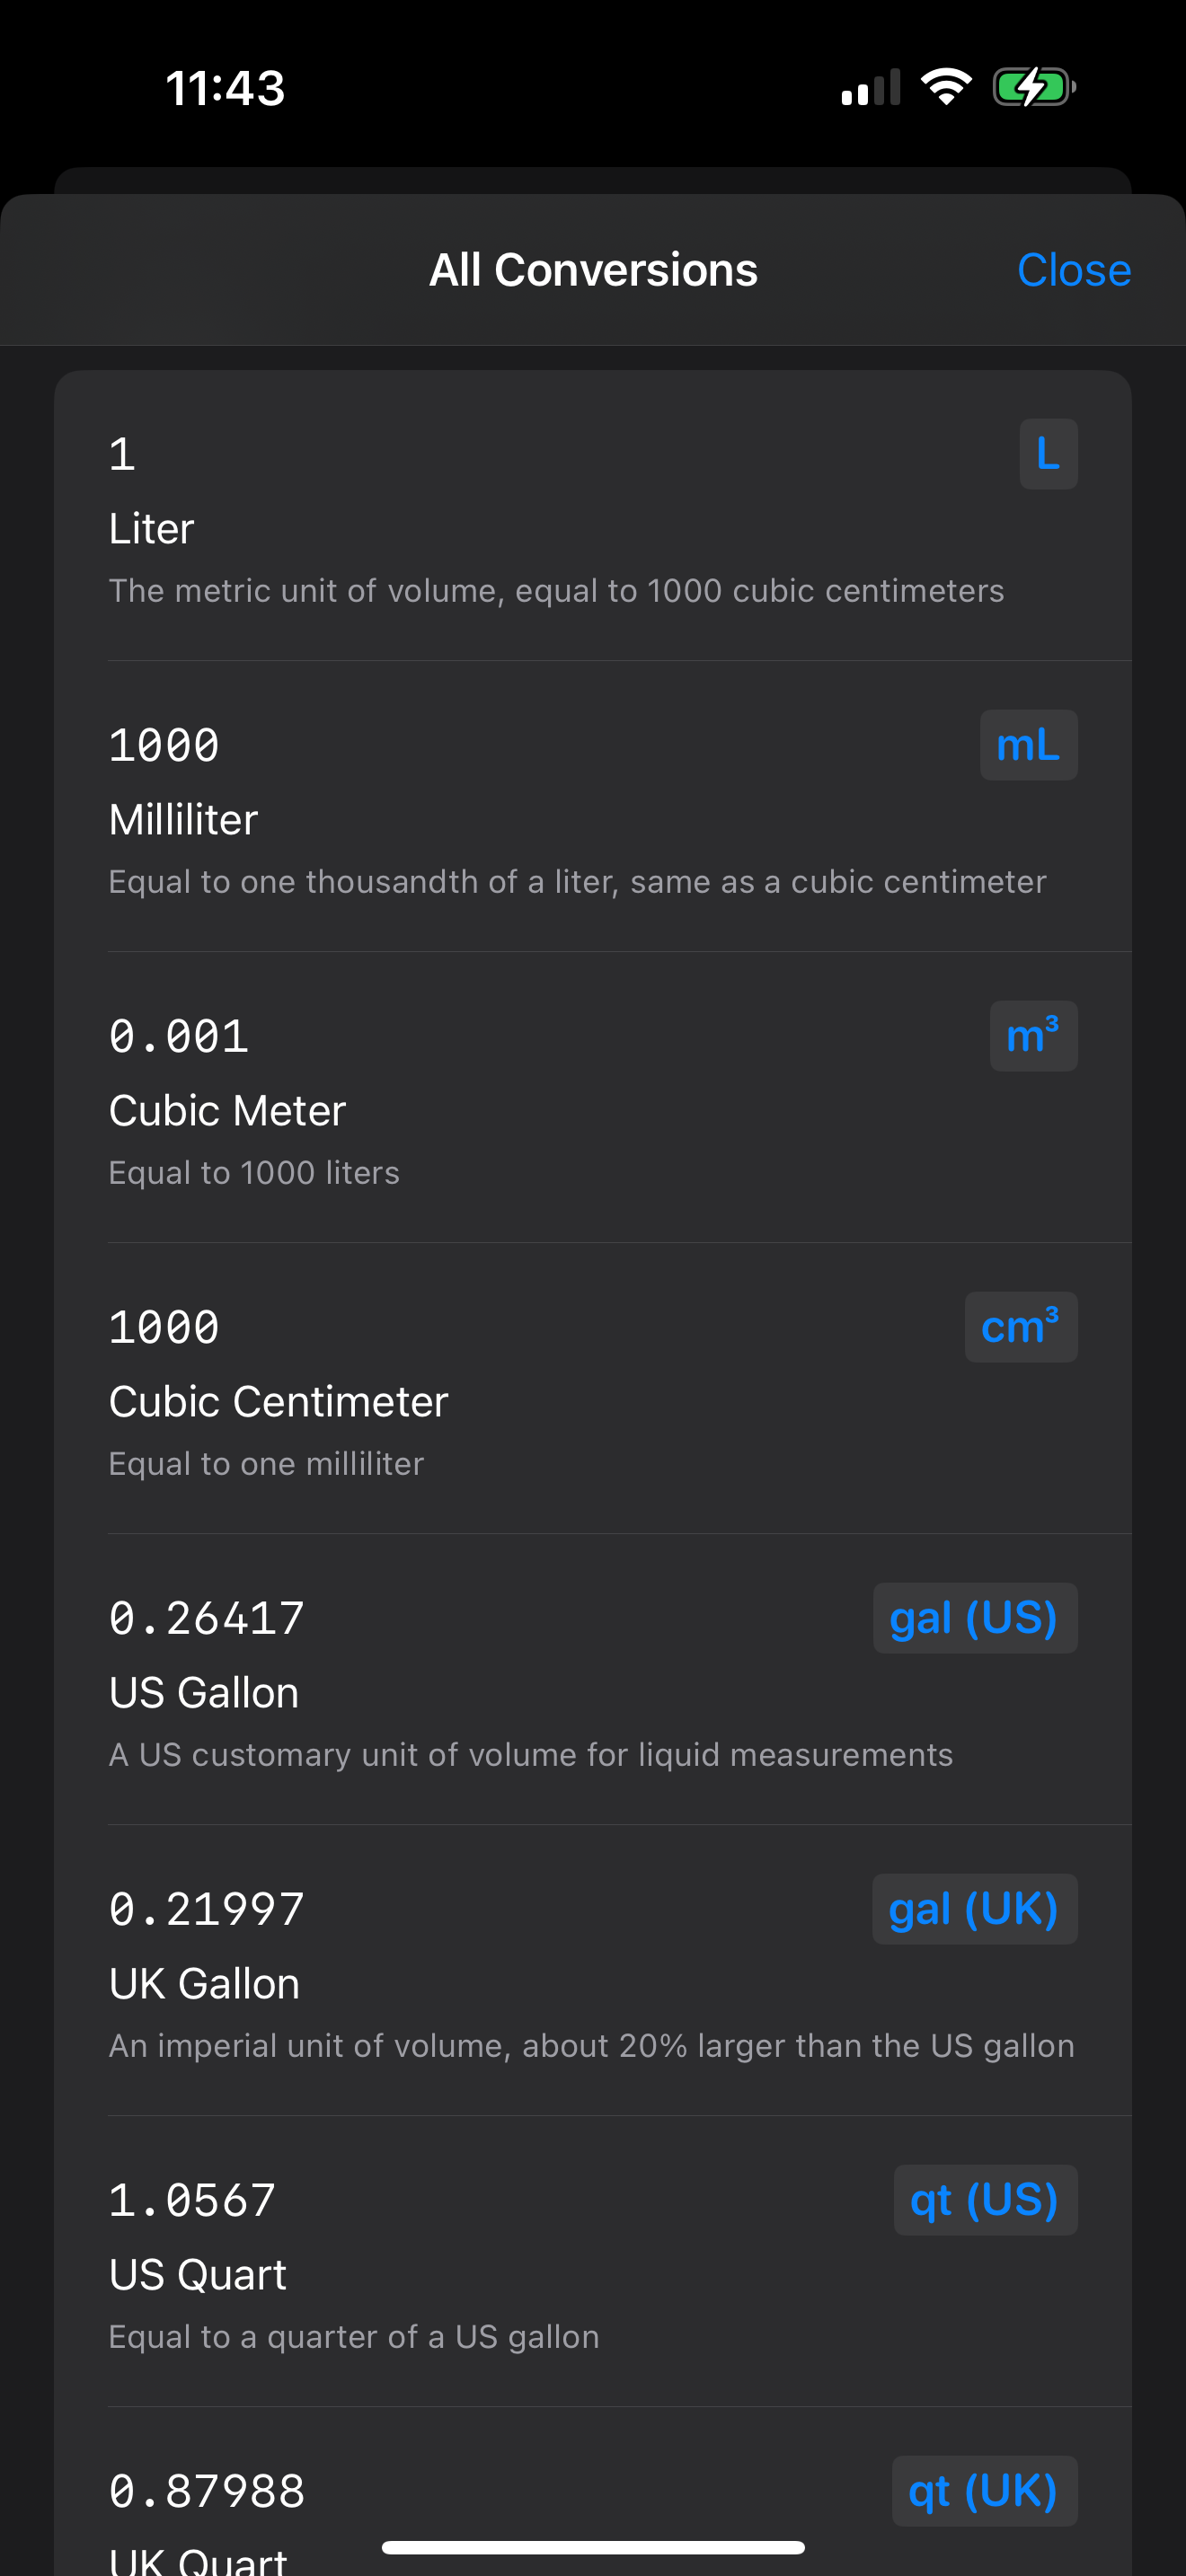 11:43
All Conversions
Close
1
L
Liter
The metric unit of volume, equal to 1000 cubic centimeters
1000
mL
Milliliter
Equal to one thousandth of a liter, same as a cubic centimeter
0.001
m³
Cubic Meter
Equal to 1000 liters
1000
cm³
Cubic Centimeter
Equal to one milliliter
0.26417
gal (US)
US Gallon
A US customary unit of volume for liquid measurements
0.21997
gal (UK)
UK Gallon
An imperial unit of volume, about 20% larger than the US gallon
1.0567
qt (US)
US Quart
Equal to a quarter of a US gallon
0.87988
qt (UK)
UK Quart